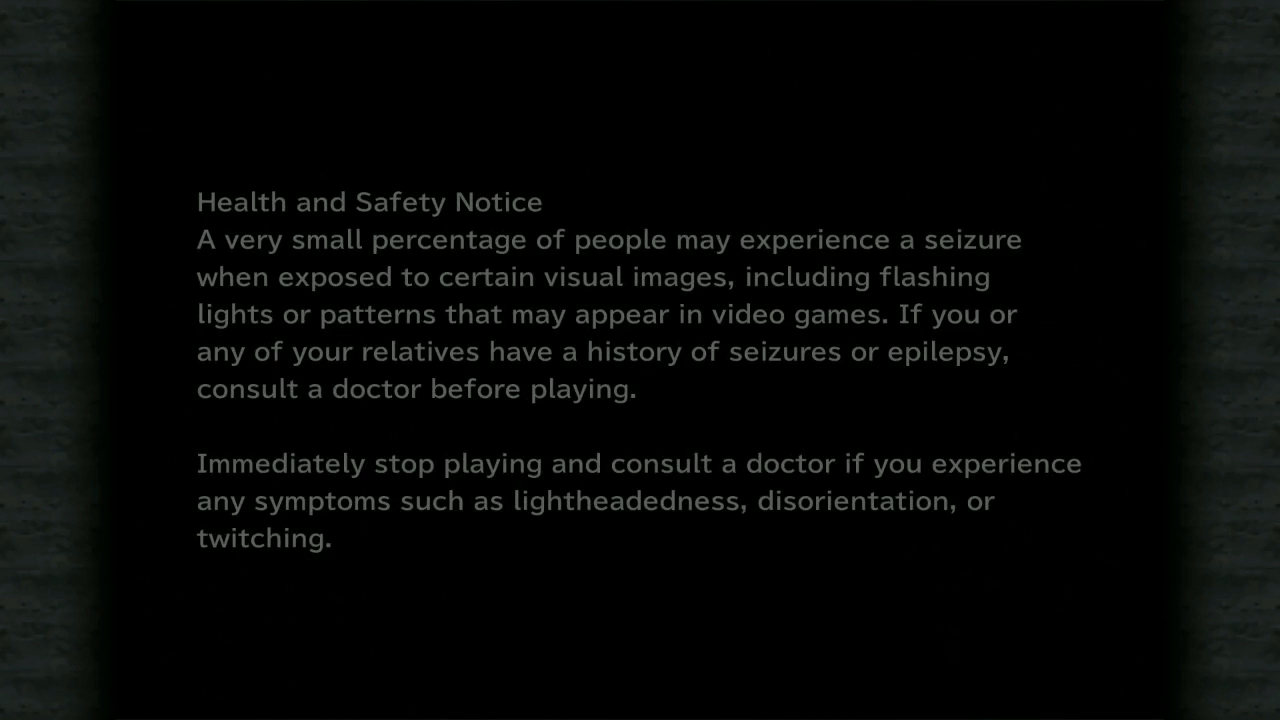 Health and Safety Notice
A very small percentage of people may experience a seizure
when exposed to certain visual images, including flashing
lights or patterns that may appear in video games. If you or
any of your relatives have a history of seizures or epilepsy,
consult a doctor before playing.
Immediately stop playing and consult a doctor if you experience
any symptoms such as lightheadedness, disorientation, or
twitching.